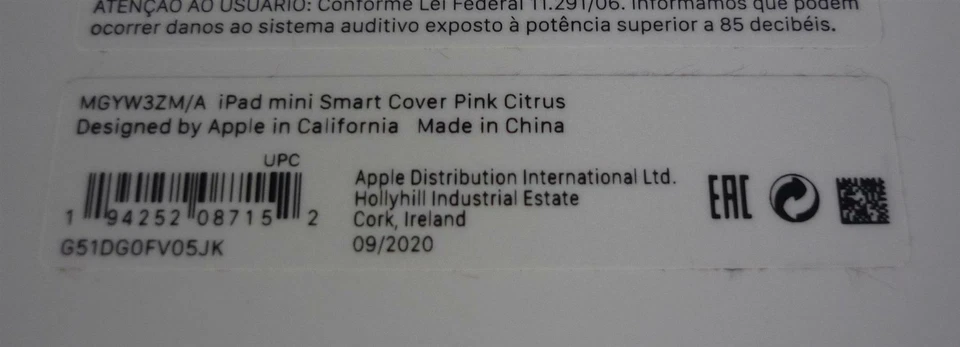 ATENÇÃO AO USUÁRIO: Conforme Lei Federal 11.291/06. Informamos que podem
ocorrer danos ao sistema auditivo exposto à potência superior a 85 decibéis.
MGYW3ZM/A iPad mini Smart Cover Pink Citrus
Designed by Apple in California Made in China
UPC
1 94252 08715 2
G51DG0FV05JK
Apple Distribution International Ltd.
Hollyhill Industrial Estate
Cork, Ireland
09/2020
EAC